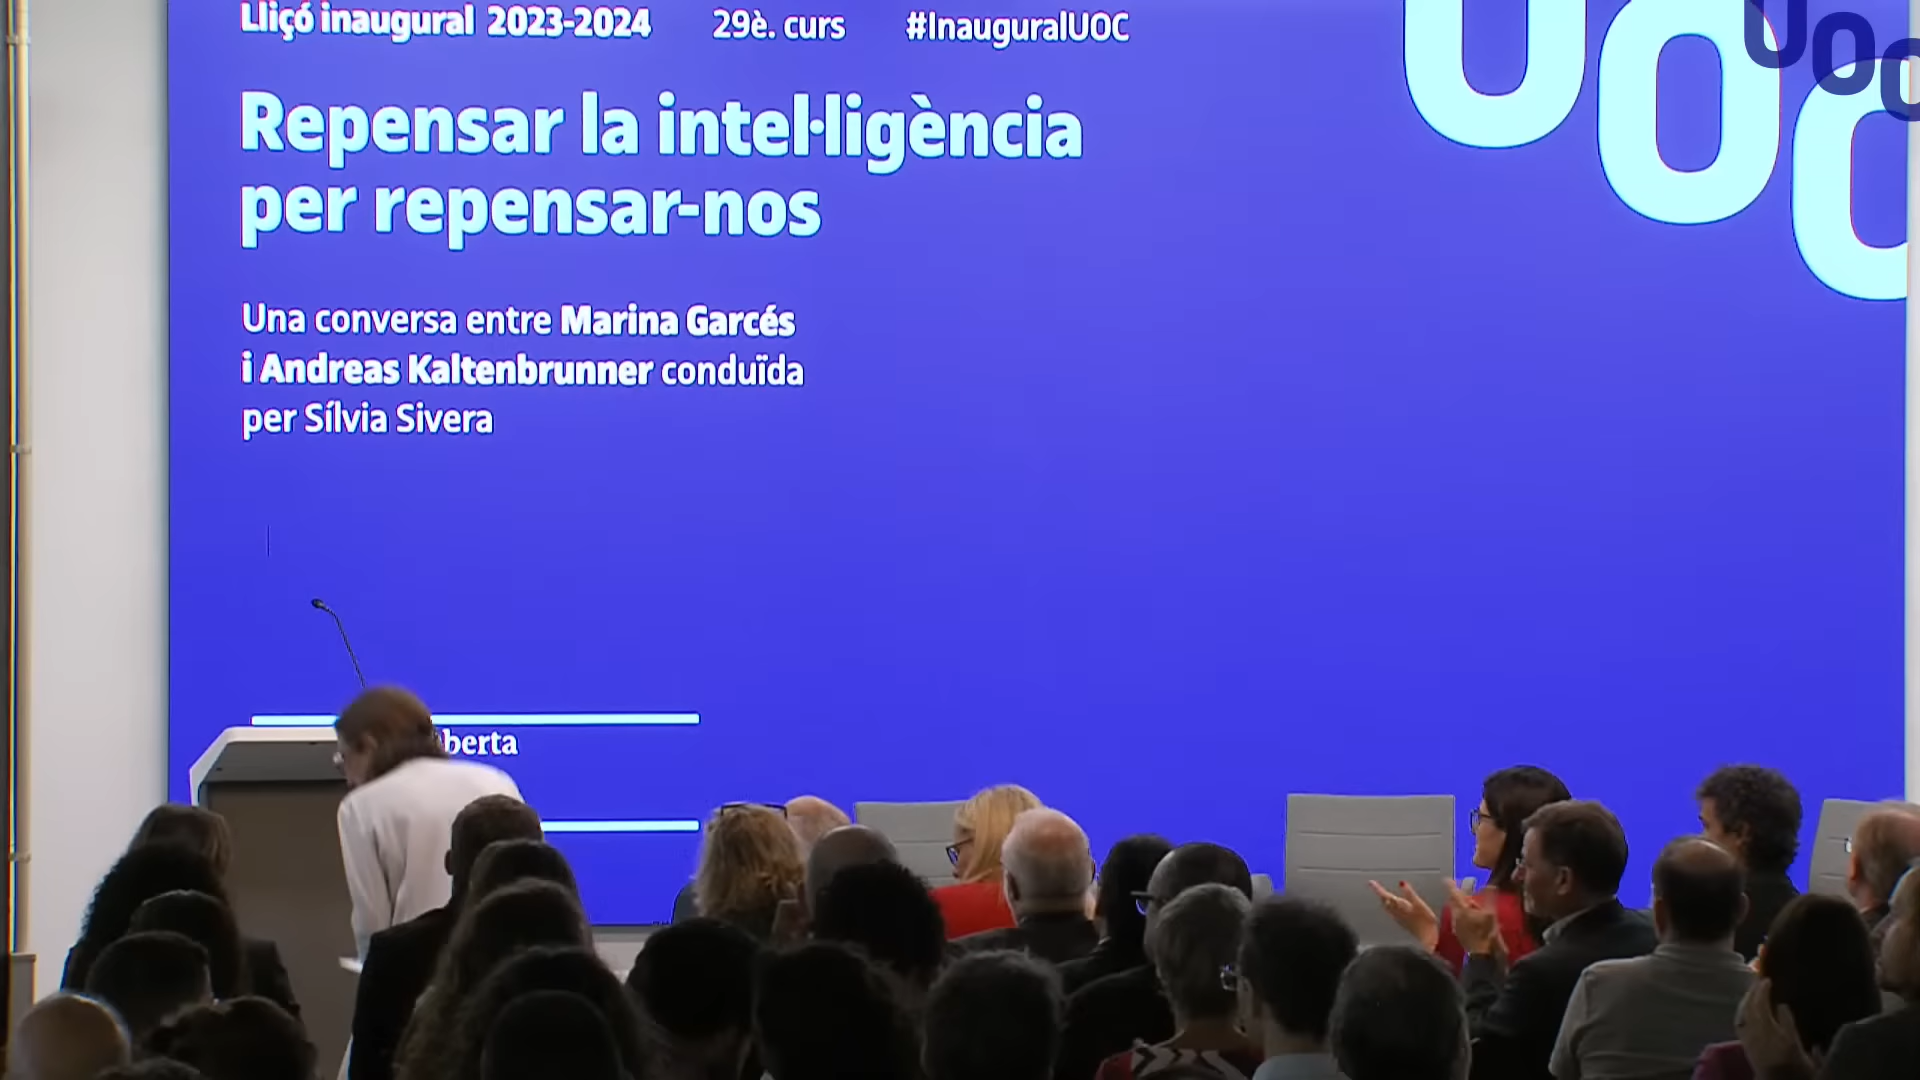 Lliçó inaugural 2023-2024 29è. curs #InauguralUOC
UOC
UOC
Repensar la intel·ligència
per repensar-nos
Una conversa entre Marina Garcés
i Andreas Kaltenbrunner conduïda
per Sílvia Sivera
berta